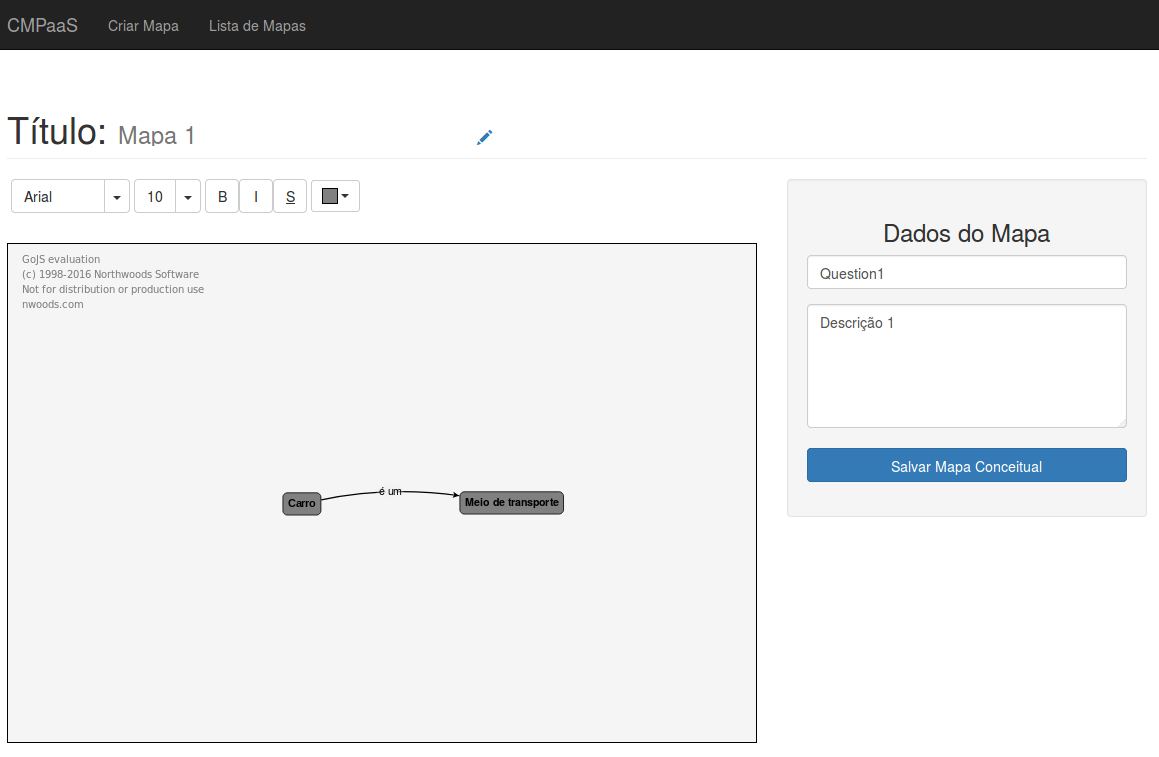 CMPaaS Criar Mapa Lista de Mapas
Título: Mapa 1
Arial 10 B I S
GojS evaluation
(c) 1998-2016 Northwoods Software
Not for distribution or production use
nwoods.com
Carro é um Meio de transporte
Dados do Mapa
Question1
Descrição 1
Salvar Mapa Conceitual